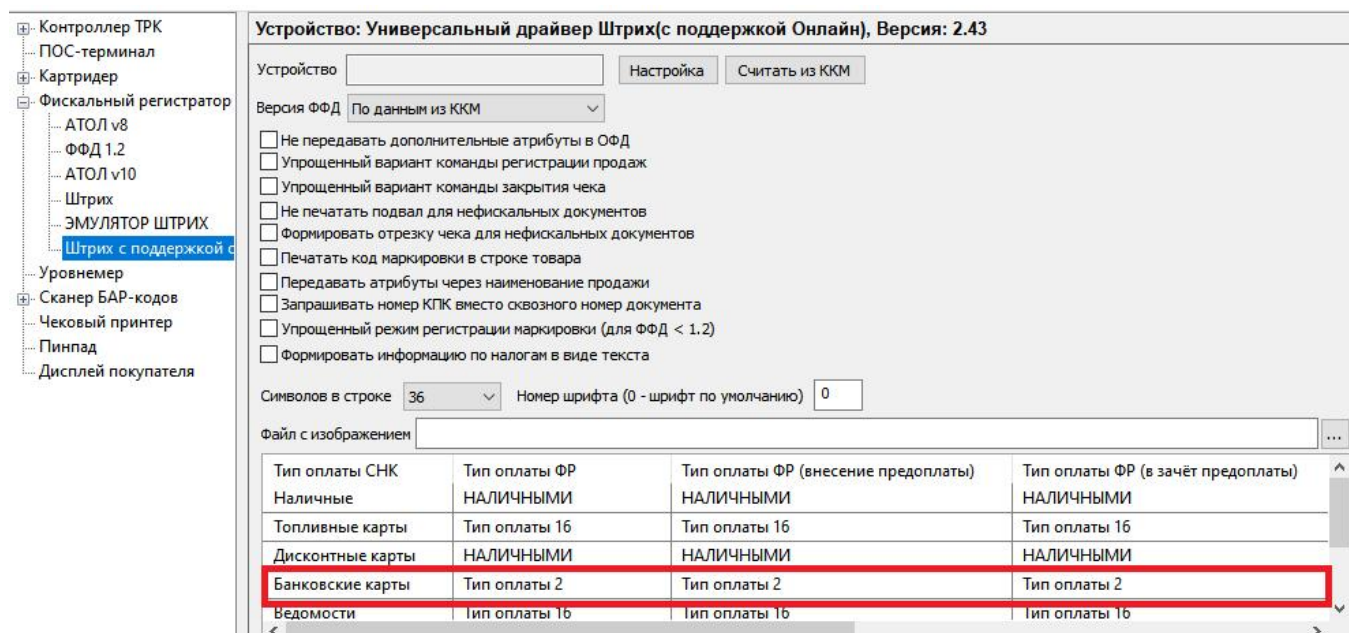 Контроллер ТРК
ПОС-терминал
Картридер
Фискальный регистратор
АТОЛ v8
ФФД 1.2
АТОЛ v10
Штрих
ЭМУЛЯТОР ШТРИХ
Штрих с поддержкой о
Уровнемер
Сканер БАР-кодов
Чековый принтер
Пинпад
Дисплей покупателя
Устройство: Универсальный драйвер Штрих(с поддержкой Онлайн), Версия: 2.43
Устройство Настройка Считать из ККМ
Версия ФФД По данным из ККМ
Не передавать дополнительные атрибуты в ОФД
Упрощенный вариант команды регистрации продаж
Упрощенный вариант команды закрытия чека
Не печатать подвал для нефискальных документов
Формировать отрезку чека для нефискальных документов
Печатать код маркировки в строке товара
Передавать атрибуты через наименование продажи
Запрашивать номер КПК вместо сквозного номер документа
Упрощенный режим регистрации маркировки (для ФФД < 1.2)
Формировать информацию по налогам в виде текста
Символов в строке 36 Номер шрифта (0 - шрифт по умолчанию) 0
Файл с изображением ...
Тип оплаты СНК Тип оплаты ФР Тип оплаты ФР (внесение предоплаты) Тип оплаты ФР (в зачёт предоплаты)
Наличные НАЛИЧНЫМИ НАЛИЧНЫМИ НАЛИЧНЫМИ
Топливные карты Тип оплаты 16 Тип оплаты 16 Тип оплаты 16
Дисконтные карты НАЛИЧНЫМИ НАЛИЧНЫМИ НАЛИЧНЫМИ
Банковские карты Тип оплаты 2 Тип оплаты 2 Тип оплаты 2
Ведомости Тип оплаты 16 Тип оплаты 16 Тип оплаты 16